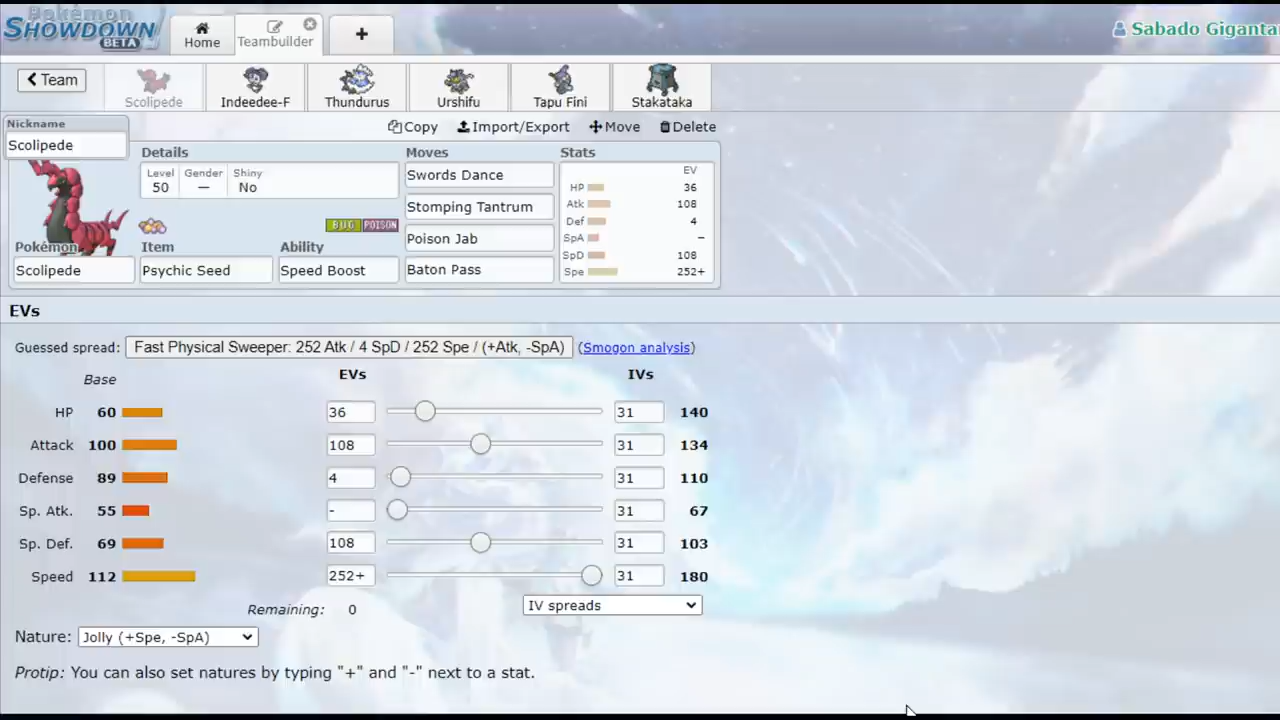 Pokémon
SHOWDOWN
BETA
Home
Teambuilder
+
Sabado Giganta
< Team
Scolipede
Indeedee-F
Thundurus
Urshifu
Tapu Fini
Stakataka
Nickname
Scolipede
Copy Import/Export Move Delete
Details
Level Gender Shiny
50 — No
BUG POISON
Pokémon Item Ability
Scolipede Psychic Seed Speed Boost
Moves
Swords Dance
Stomping Tantrum
Poison Jab
Baton Pass
Stats
EV
HP 36
Atk 108
Def 4
SpA –
SpD 108
Spe 252+
EVs
Guessed spread: Fast Physical Sweeper: 252 Atk / 4 SpD / 252 Spe / (+Atk, -SpA) (Smogon analysis)
Base EVs IVs
HP 60 36 31 140
Attack 100 108 31 134
Defense 89 4 31 110
Sp. Atk. 55 - 31 67
Sp. Def. 69 108 31 103
Speed 112 252+ 31 180
Remaining: 0 IV spreads
Nature: Jolly (+Spe, -SpA)
Protip: You can also set natures by typing "+" and "-" next to a stat.